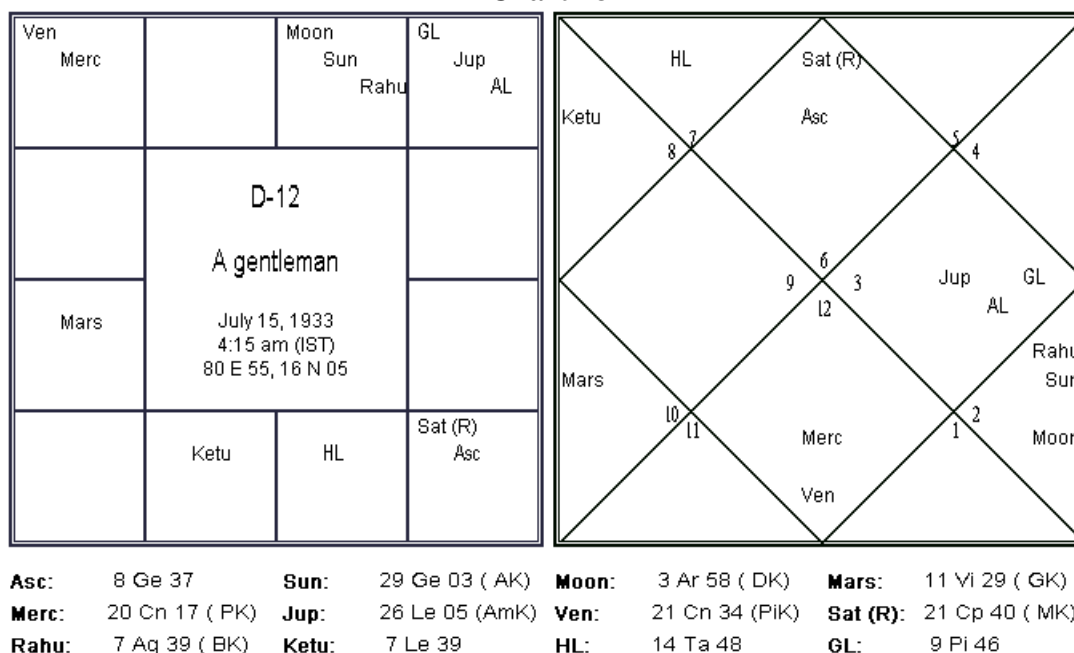 Ven
Merc
Moon
Sun
Rahu
GL
Jup
AL
D-12
A gentleman
July 15, 1933
4:15 am (IST)
80 E 55, 16 N 05
Mars
Ketu
HL
Sat (R)
Asc
HL
Sat (R)
Ketu
Asc
7
5
8
4
6
9
3
12
Jup
GL
AL
Rahu
Mars
Sun
10
2
11
1
Merc
Moon
Ven
Asc: 8 Ge 37 Sun: 29 Ge 03 ( AK) Moon: 3 Ar 58 ( DK) Mars: 11 Vi 29 ( GK)
Merc: 20 Cn 17 ( PK) Jup: 26 Le 05 (AmK) Ven: 21 Cn 34 (PiK) Sat (R): 21 Cp 40 ( MK)
Rahu: 7 Aq 39 ( BK) Ketu: 7 Le 39 HL: 14 Ta 48 GL: 9 Pi 46